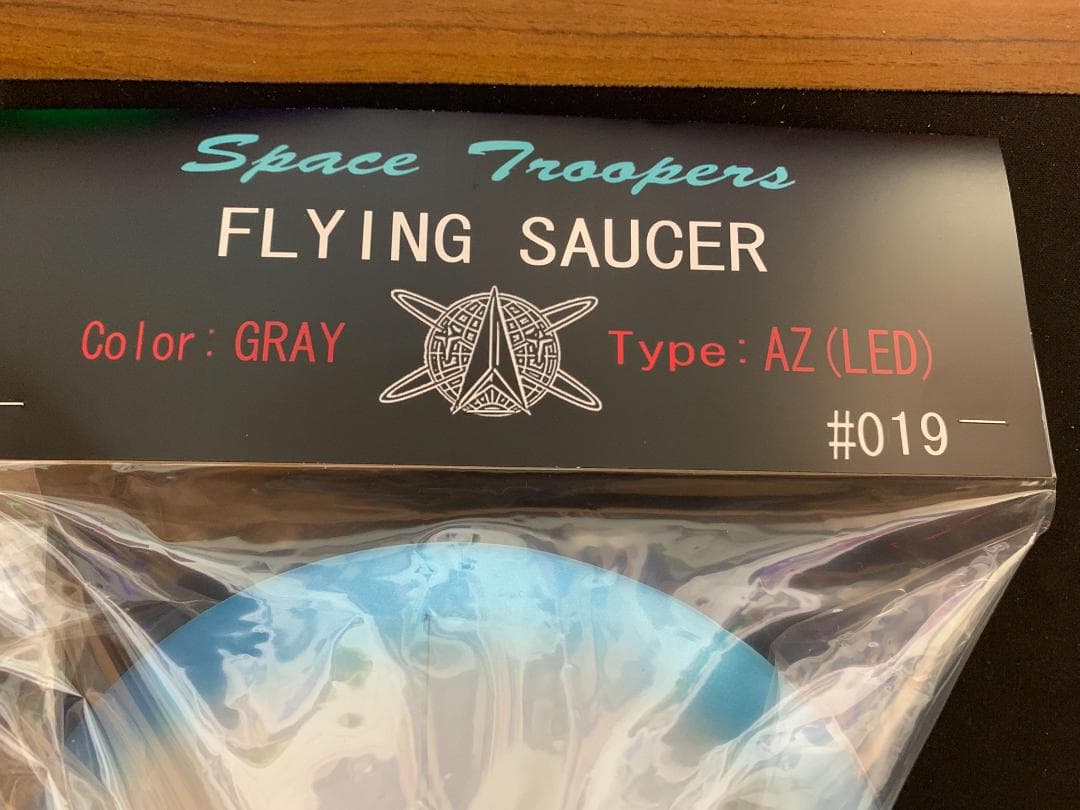 Space Troopers
FLYING SAUCER
Color: GRAY
Type: AZ(LED)
#019